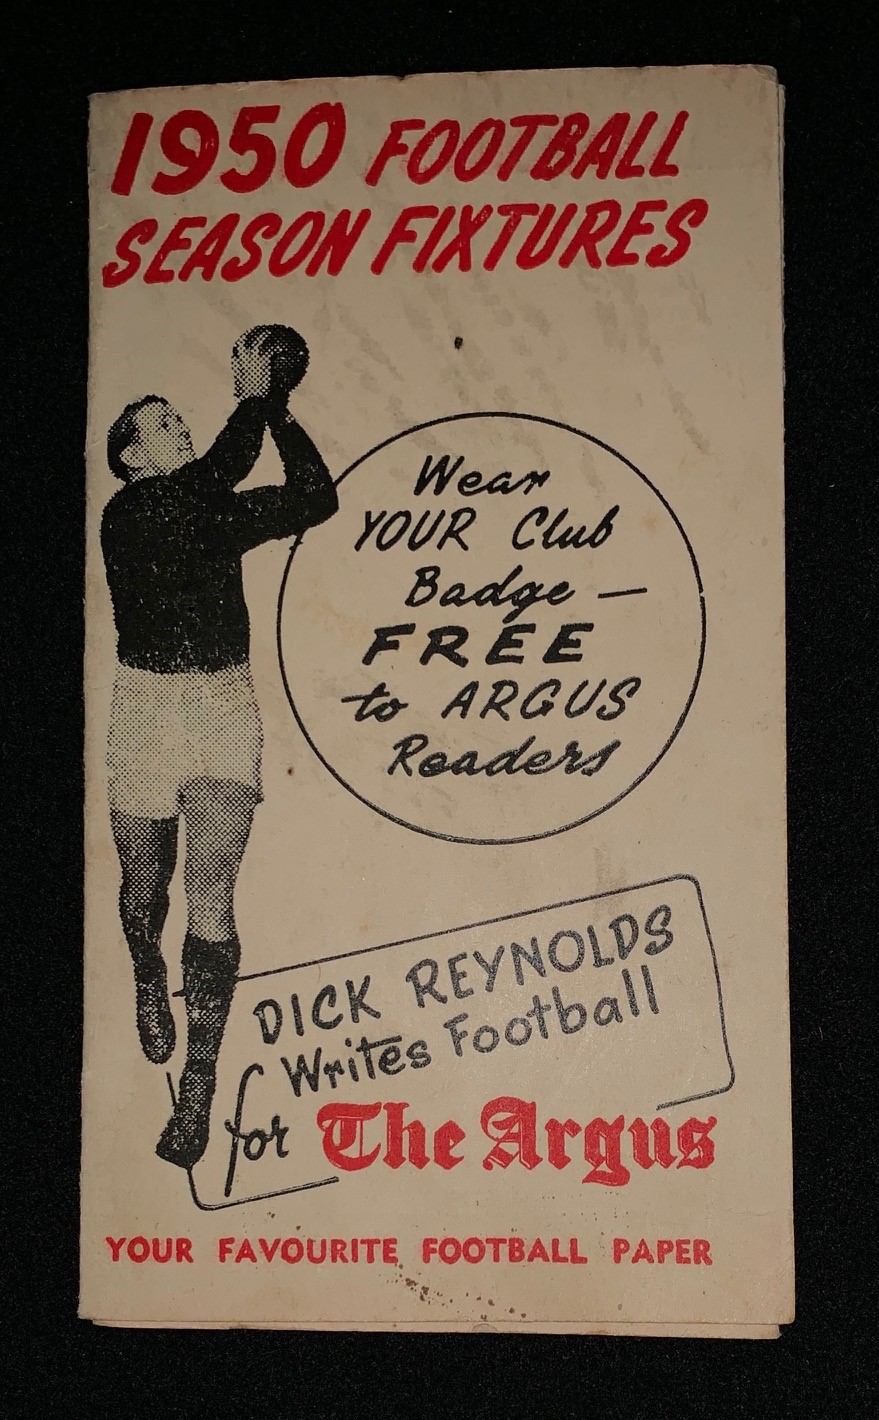 1950 FOOTBALL
SEASON FIXTURES
Wear
YOUR Club
Badge —
FREE
to ARGUS
Readers
DICK REYNOLDS
Writes Football
for The Argus
YOUR FAVOURITE FOOTBALL PAPER